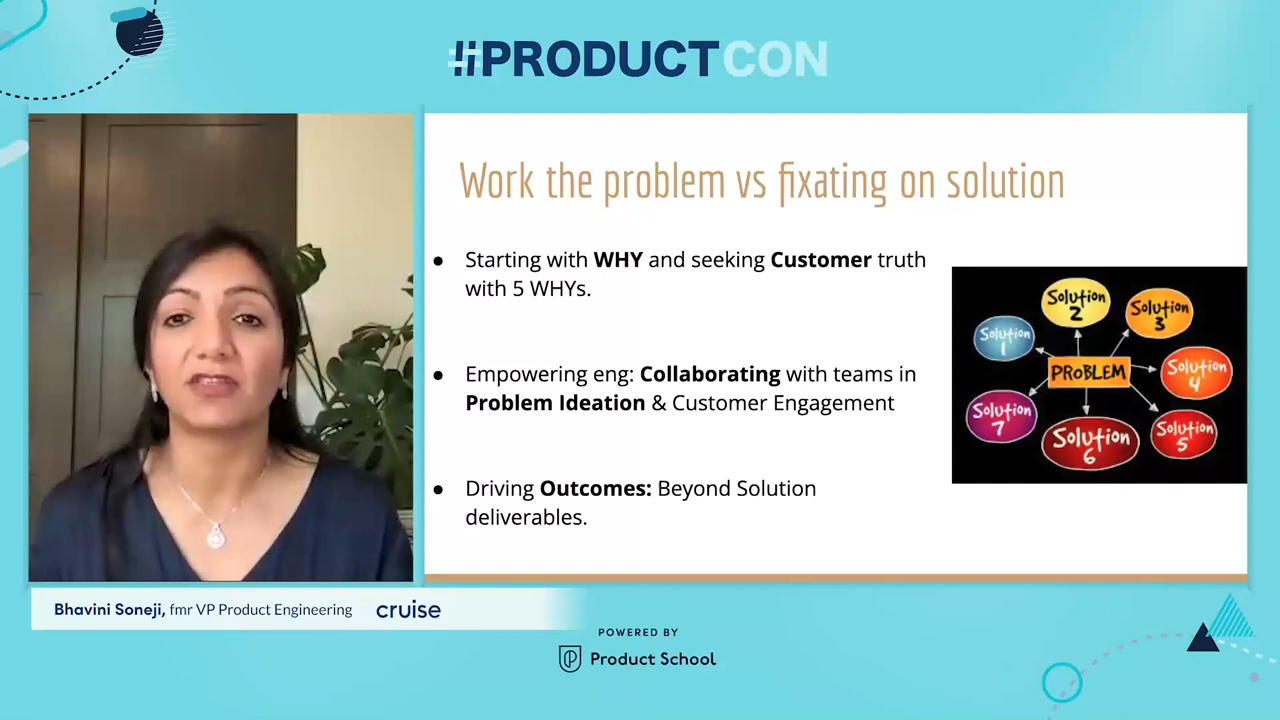 #PRODUCTCON
Work the problem vs fixating on solution
● Starting with WHY and seeking Customer truth
with 5 WHYs.
● Empowering eng: Collaborating with teams in
Problem Ideation & Customer Engagement
● Driving Outcomes: Beyond Solution
deliverables.
Solution 1
Solution 2
Solution 3
PROBLEM
Solution 4
Solution 7
Solution 6
Solution 5
Bhavini Soneji, fmr VP Product Engineering cruise
POWERED BY
Product School